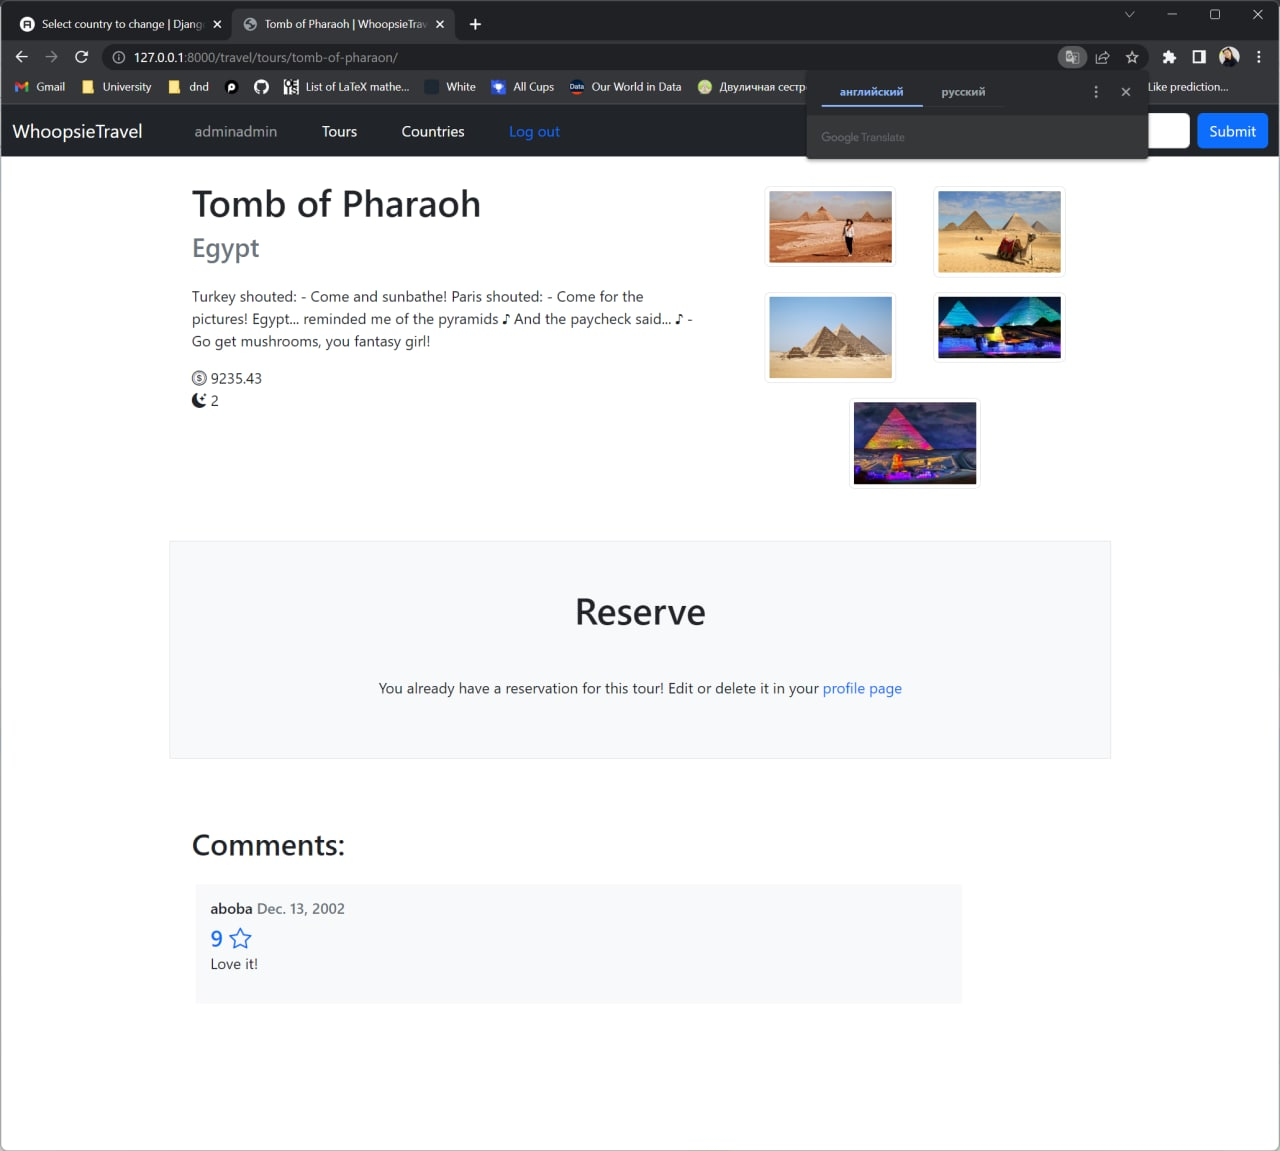 Select country to change | Djang
Tomb of Pharaoh | WhoopsieTrav
127.0.0.1:8000/travel/tours/tomb-of-pharaon/
Gmail
University
dnd
List of LaTeX mathe...
White
All Cups
Data
Our World in Data
Двуличная сестр
Like prediction...
английский
русский
Google Translate
WhoopsieTravel
adminadmin
Tours
Countries
Log out
Submit
Tomb of Pharaoh
Egypt
Turkey shouted: - Come and sunbathe! Paris shouted: - Come for the
pictures! Egypt... reminded me of the pyramids ♪ And the paycheck said... ♪ -
Go get mushrooms, you fantasy girl!
9235.43
2
Reserve
You already have a reservation for this tour! Edit or delete it in your profile page
Comments:
aboba Dec. 13, 2002
9
Love it!